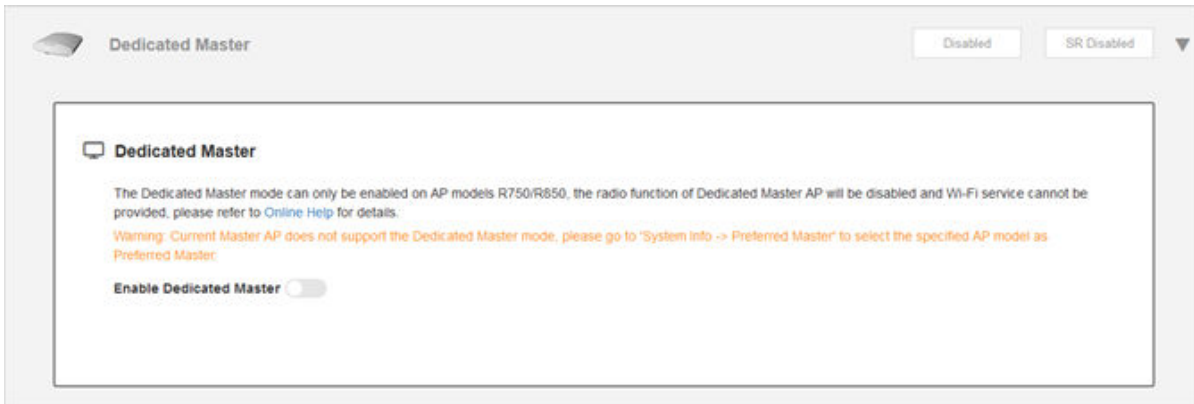 Dedicated Master
Disabled
SR Disabled
Dedicated Master
The Dedicated Master mode can only be enabled on AP models R750/R850, the radio function of Dedicated Master AP will be disabled and Wi-Fi service cannot be
provided, please refer to Online Help for details.
Warning: Current Master AP does not support the Dedicated Master mode, please go to 'System Info -> Preferred Master' to select the specified AP model as
Preferred Master.
Enable Dedicated Master